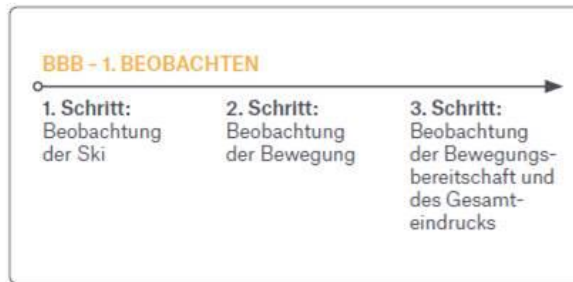 BBB - 1. BEOBACHTEN
1. Schritt:
Beobachtung
der Ski
2. Schritt:
Beobachtung
der Bewegung
3. Schritt:
Beobachtung
der Bewegungs-
bereitschaft und
des Gesamt-
eindrucks